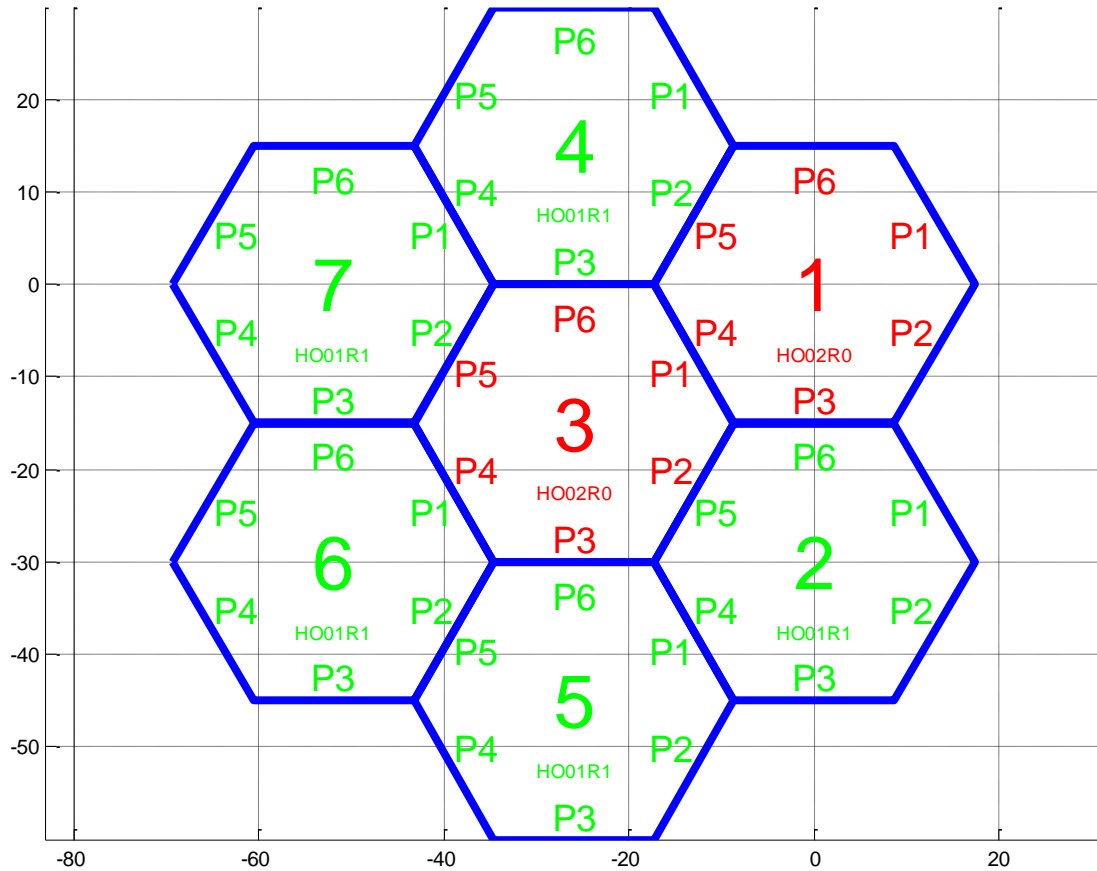 P6
P5 P1
20
4
P4 P2
HO01R1
P3
P6 P6
10
P5 P1 P5 P1
7 1
0
P4 P2 P4 P2
HO01R1 HO02R0
P3 P3
P6
P5 P1
-10
3
P4 P2
HO02R0
P3
P6 P6
-20
P5 P1 P5 P1
6 2
-30
P4 P2 P4 P2
HO01R1 HO01R1
P3 P3
P6
P5 P1
-40
5
P4 P2
-50
HO01R1
P3
-80 -60 -40 -20 0 20